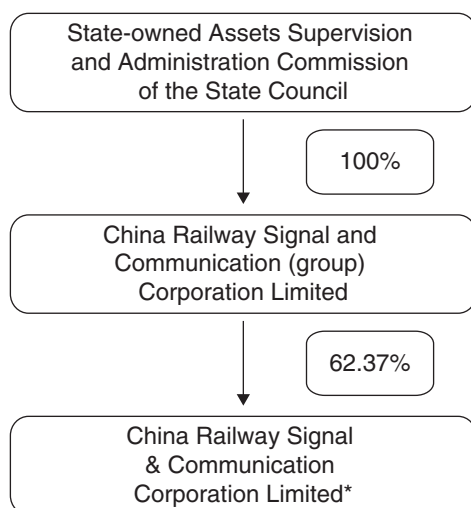 State-owned Assets Supervision
and Administration Commission
of the State Council
100%
China Railway Signal and
Communication (group)
Corporation Limited
62.37%
China Railway Signal
& Communication
Corporation Limited*